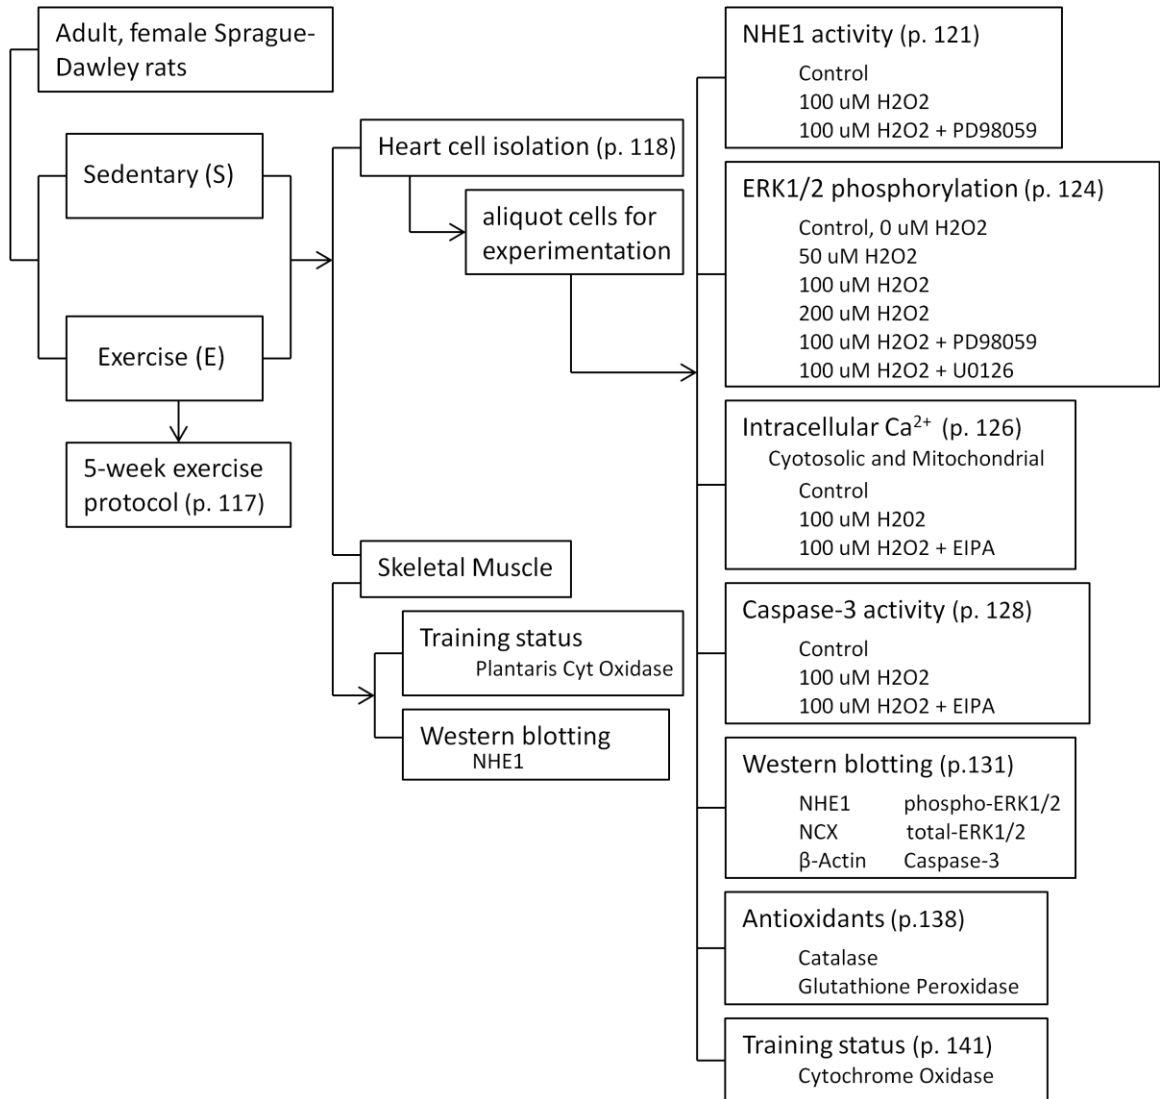 Adult, female Sprague-
Dawley rats
Sedentary (S)
Exercise (E)
5-week exercise
protocol (p. 117)
Heart cell isolation (p. 118)
aliquot cells for
experimentation
Skeletal Muscle
Training status
Plantaris Cyt Oxidase
Western blotting
NHE1
NHE1 activity (p. 121)
Control
100 uM H2O2
100 uM H2O2 + PD98059
ERK1/2 phosphorylation (p. 124)
Control, 0 uM H2O2
50 uM H2O2
100 uM H2O2
200 uM H2O2
100 uM H2O2 + PD98059
100 uM H2O2 + U0126
Intracellular Ca²⁺ (p. 126)
Cyotosolic and Mitochondrial
Control
100 uM H202
100 uM H2O2 + EIPA
Caspase-3 activity (p. 128)
Control
100 uM H2O2
100 uM H2O2 + EIPA
Western blotting (p.131)
NHE1 phospho-ERK1/2
NCX total-ERK1/2
β-Actin Caspase-3
Antioxidants (p.138)
Catalase
Glutathione Peroxidase
Training status (p. 141)
Cytochrome Oxidase